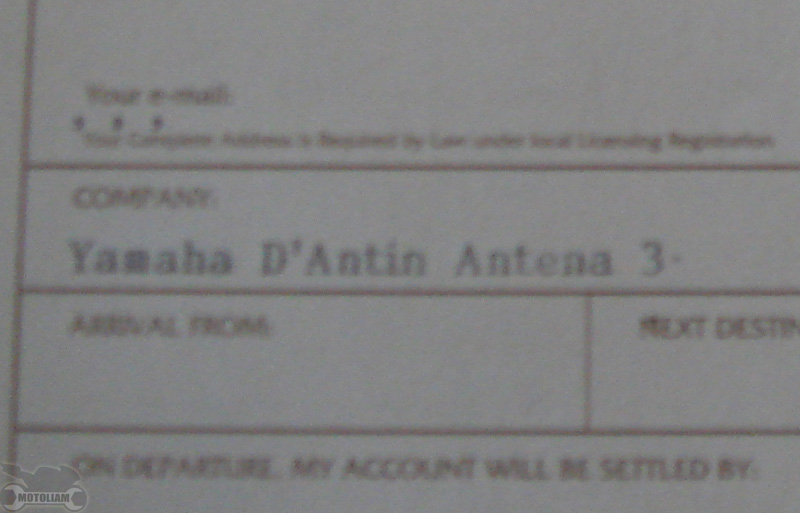 Your e-mail:
, , ,
Your Complete Address is Required by Law under local Licensing Registration
COMPANY:
Yamaha D'Antin Antena 3-
ARRIVAL FROM:
NEXT DESTIN
ON DEPARTURE, MY ACCOUNT WILL BE SETTLED BY:
MOTOLIAM